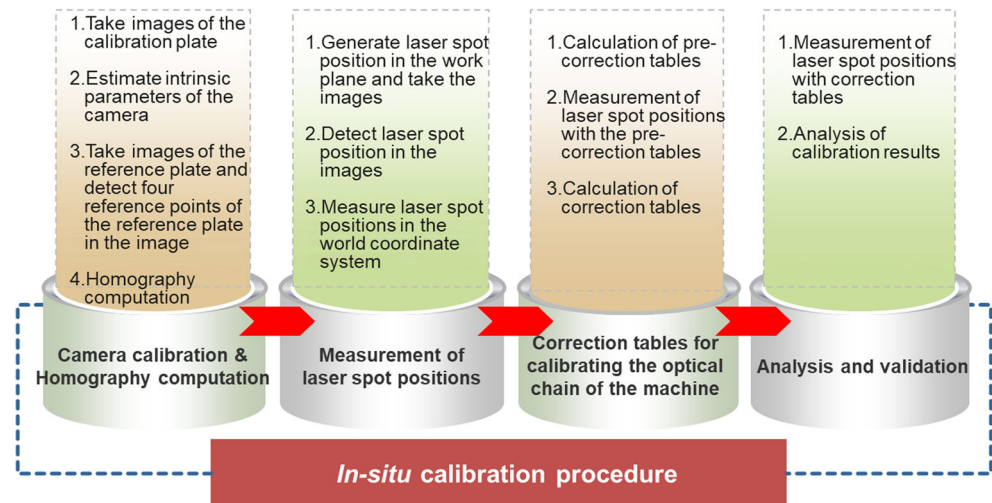 1.Take images of the
calibration plate
2.Estimate intrinsic
parameters of the
camera
3.Take images of the
reference plate and
detect four
reference points of
the reference plate
in the image
4.Homography
computation
Camera calibration &
Homography computation
1.Generate laser spot
position in the work
plane and take the
images
2.Detect laser spot
position in the
images
3.Measure laser spot
positions in the
world coordinate
system
Measurement of
laser spot positions
1.Calculation of pre-
correction tables
2.Measurement of
laser spot positions
with the pre-
correction tables
3.Calculation of
correction tables
Correction tables for
calibrating the optical
chain of the machine
1.Measurement of
laser spot positions
with correction
tables
2.Analysis of
calibration results
Analysis and validation
In-situ calibration procedure